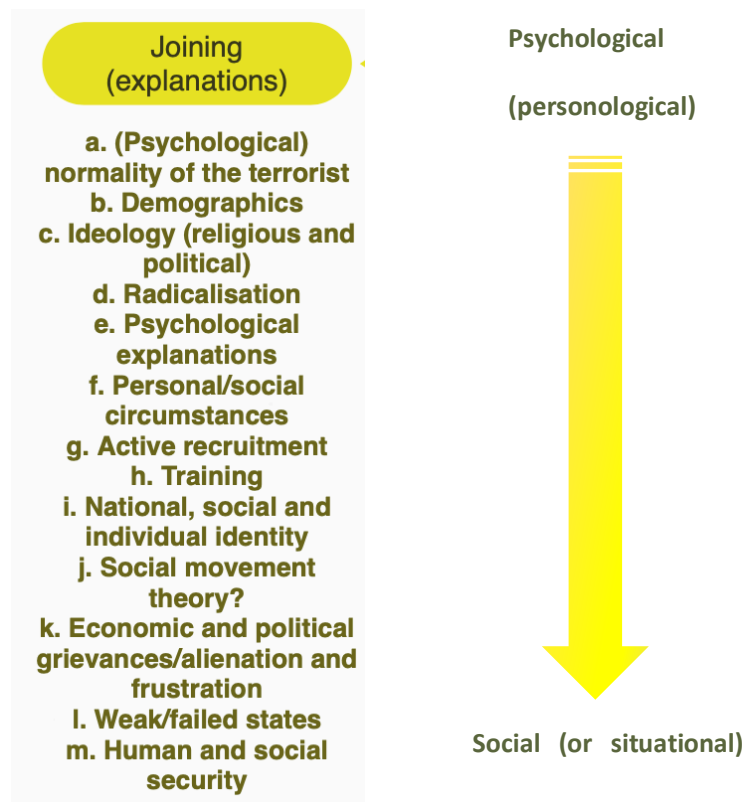 Joining
(explanations)
a. (Psychological)
normality of the terrorist
b. Demographics
c. Ideology (religious and
political)
d. Radicalisation
e. Psychological
explanations
f. Personal/social
circumstances
g. Active recruitment
h. Training
i. National, social and
individual identity
j. Social movement
theory?
k. Economic and political
grievances/alienation and
frustration
l. Weak/failed states
m. Human and social
security
Psychological
(personological)
Social (or situational)